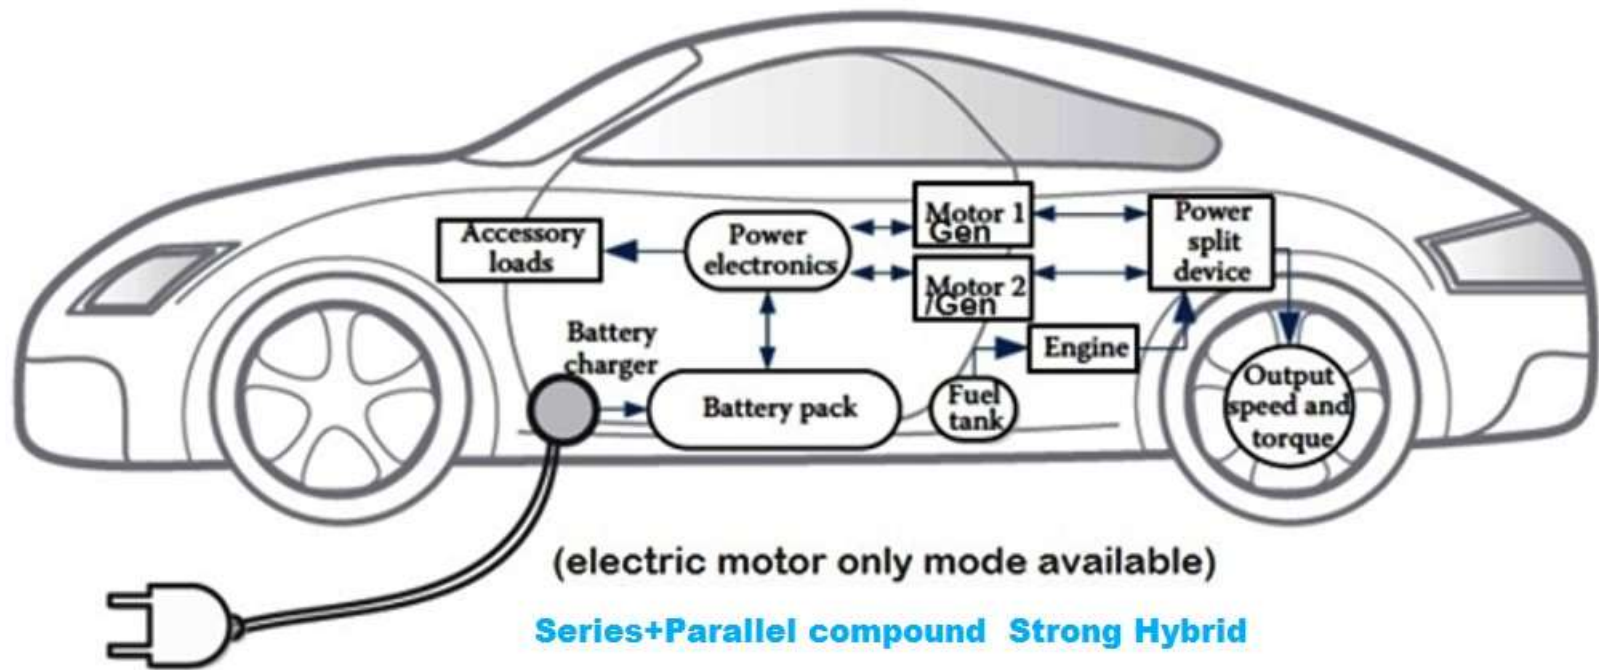 Accessory
loads
Power
electronics
Motor 1
Gen
Motor 2
/Gen
Power
split
device
Battery
charger
Engine
Battery pack
Fuel
tank
Output
speed and
torque
(electric motor only mode available)
Series+Parallel compound Strong Hybrid